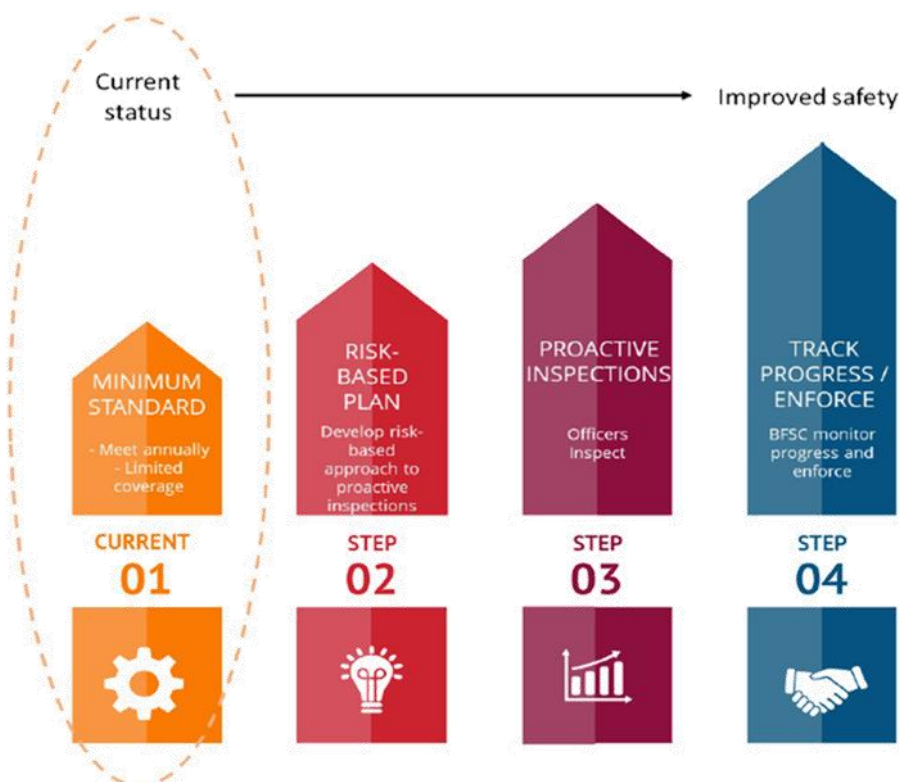 Current
status
Improved safety
MINIMUM
STANDARD
- Meet annually
- Limited
coverage
RISK-
BASED
PLAN
Develop risk-
based
approach to
proactive
inspections
PROACTIVE
INSPECTIONS
Officers
Inspect
TRACK
PROGRESS /
ENFORCE
BFSC monitor
progress and
enforce
CURRENT
01
STEP
02
STEP
03
STEP
04